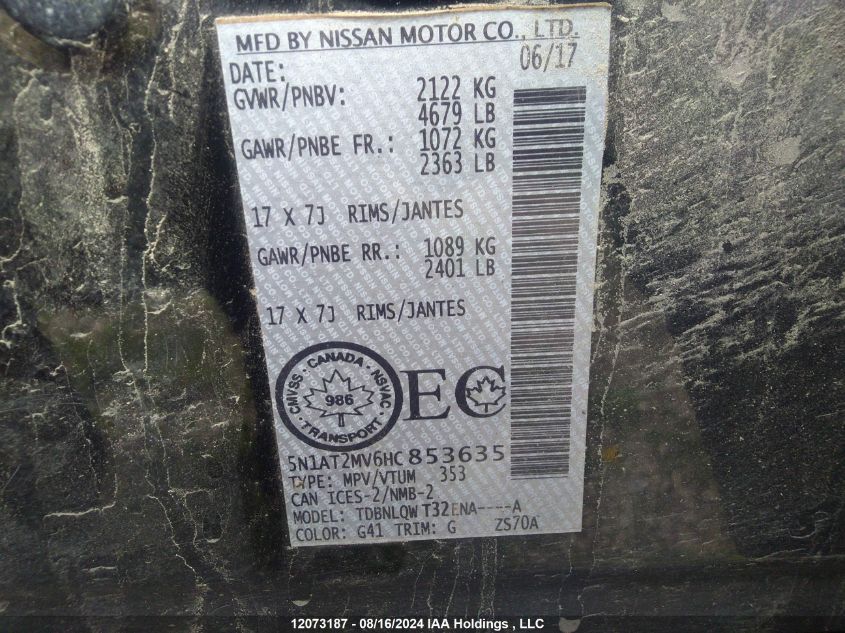 MFD BY NISSAN MOTOR CO., LTD.
DATE: 06/17
GVWR/PNBV: 2122 KG
4679 LB
GAWR/PNBE FR.: 1072 KG
2363 LB
17 X 7J RIMS/JANTES
GAWR/PNBE RR.: 1089 KG
2401 LB
17 X 7J RIMS/JANTES
CANADA
CMVSS NSVAC
986
TRANSPORT
EC
5N1AT2MV6HC853635
TYPE: MPV/VTUM 353
CAN ICES-2/NMB-2
MODEL: TDBNLQW T32ENA----A
COLOR: G41 TRIM: G ZS70A
12073187 - 08/16/2024 IAA Holdings , LLC